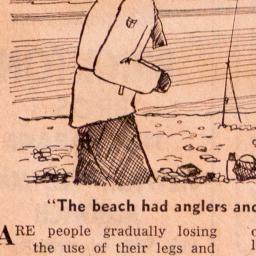 "The beach had anglers and
ARE people gradually losing
the use of their legs and